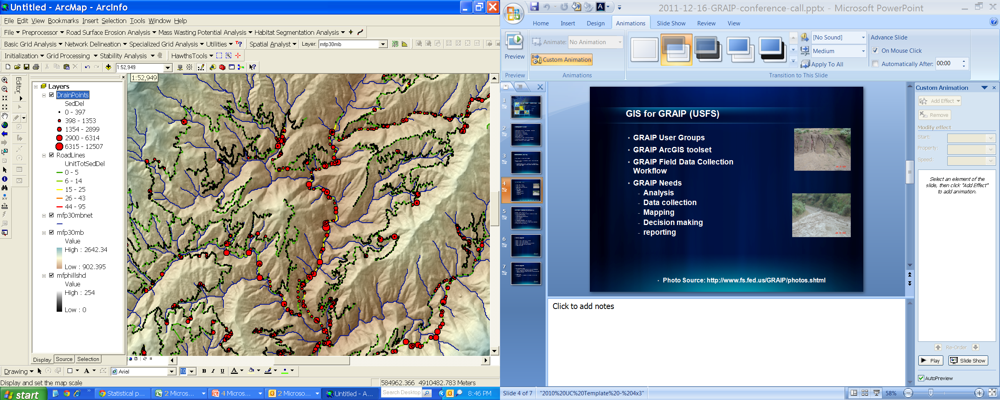 Untitled - ArcMap - ArcInfo
File Edit View Bookmarks Insert Selection Tools Window Help
File Preprocessor Road Surface Erosion Analysis Mass Wasting Potential Analysis Habitat Segmentation Analysis
Basic Grid Analysis Network Delineation Specialized Grid Analysis Utilities Spatial Analyst Layer: mfp30mb
Initialization Grid Processing Stability Analysis HawthsTools
1:52,949
1:52,949
Editor
Layers
DrainPoints
SedDel
0 - 397
398 - 1353
1354 - 2899
2900 - 6314
6315 - 12507
RoadLines
UnitTotSedDel
0 - 5
6 - 14
15 - 25
26 - 43
44 - 95
mfp30mbnet
mfp30mb
Value
High : 2642.34
Low : 902.395
mfphillshd
Value
High : 254
Low : 0
Display Source Selection
Drawing A Arial 10 B I U A
Display and set the map scale
584962.366 4910482.783 Meters
start
Statistical p...
2 Micros...
4 Micros...
2 Microso...
Untitled - A...
Search Desktop
8:46 PM
2011-12-16-GRAIP-conference-call.pptx - Microsoft PowerPoint
Home Insert Design Animations Slide Show Review View
Preview
Animate: No Animation
Custom Animation
[No Sound]
Medium
Apply To All
Advance Slide
On Mouse Click
Automatically After: 00:00
Preview Animations Transition to This Slide
1
2
3
4
5
6
7
GIS for GRAIP (USFS)
• GRAIP User Groups
• GRAIP ArcGIS toolset
• GRAIP Field Data Collection
Workflow
• GRAIP Needs
- Analysis
- Data collection
- Mapping
- Decision making
- reporting
• Photo Source: http://www.fs.fed.us/GRAIP/photos.shtml
Click to add notes
Custom Animation
Add Effect
Remove
Modify effect
Start:
Property:
Speed:
Select an element of the
slide, then click "Add Effect"
to add animation.
Re-Order
Play Slide Show
AutoPreview
Slide 4 of 7 "2010%20UC%20Template%20-%204x3" 58%